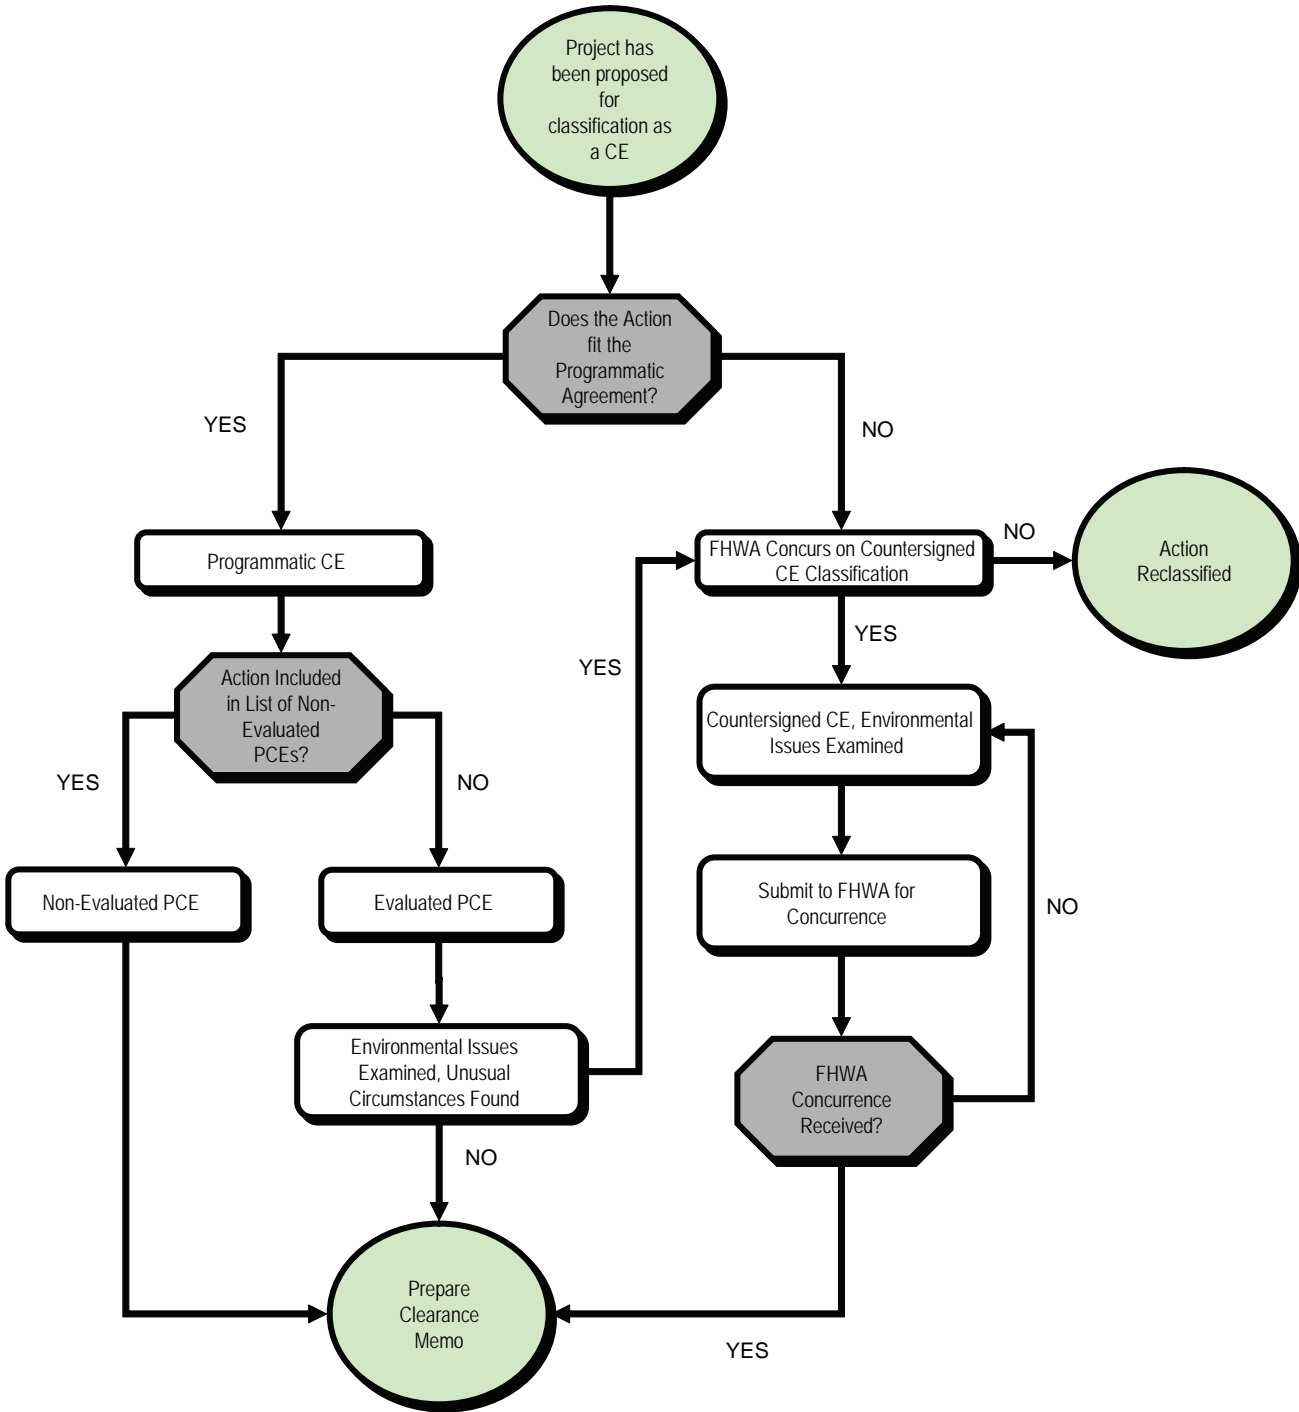 Project has
been proposed
for
classification as
a CE
Does the Action
fit the
Programmatic
Agreement?
YES
NO
Programmatic CE
FHWA Concurs on Countersigned
CE Classification
NO
Action
Reclassified
YES
YES
Action Included
in List of Non-
Evaluated
PCEs?
Countersigned CE, Environmental
Issues Examined
YES
NO
Non-Evaluated PCE
Evaluated PCE
Submit to FHWA for
Concurrence
NO
Environmental Issues
Examined, Unusual
Circumstances Found
FHWA
Concurrence
Received?
NO
Prepare
Clearance
Memo
YES